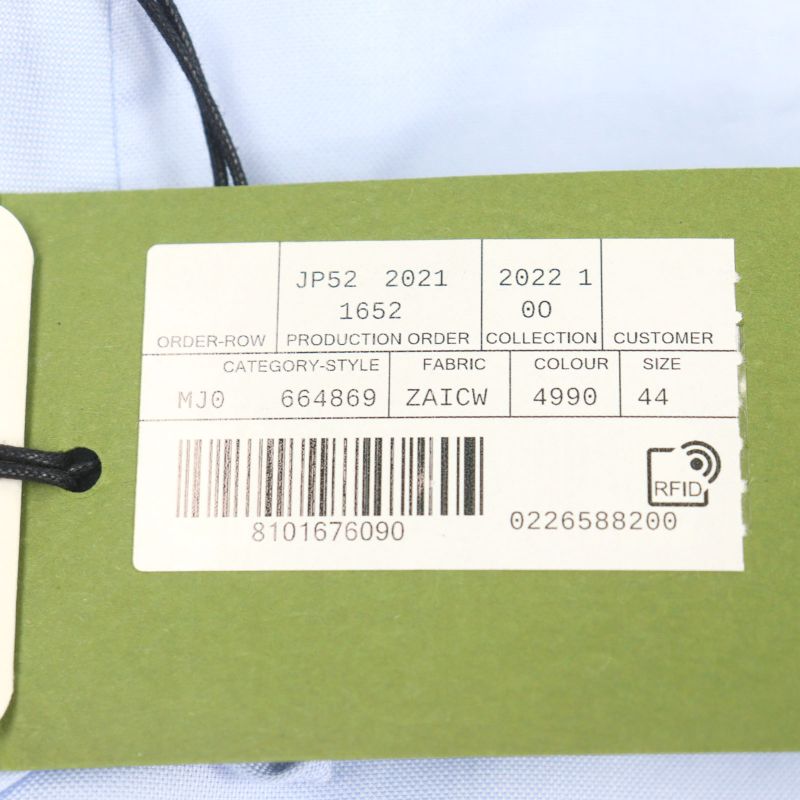 JP52 2021 2022 1
1652 00
ORDER-ROW PRODUCTION ORDER COLLECTION CUSTOMER
CATEGORY-STYLE FABRIC COLOUR SIZE
MJ0 664869 ZAICW 4990 44
RFID
8101676090 0226588200